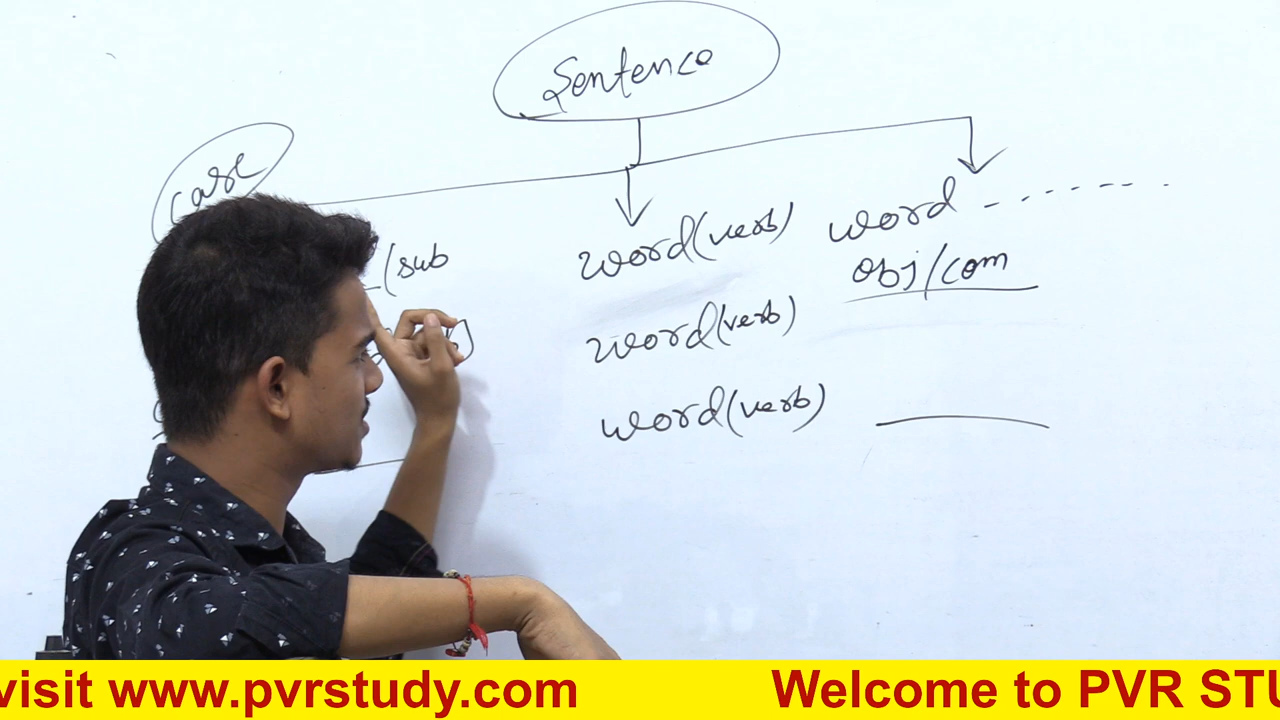 Sentence
case
(sub
word(verb)
word ------
obj/com
word(verb)
word(verb)
visit www.pvrstudy.com
Welcome to PVR STU